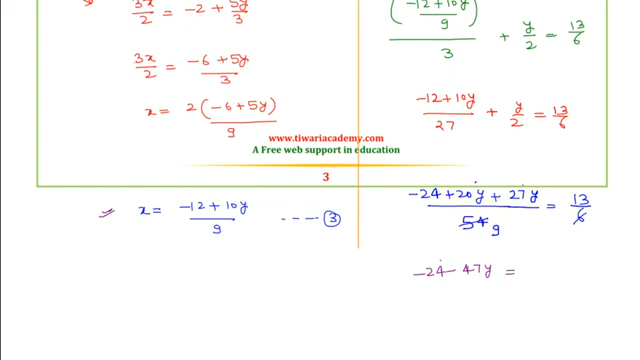 3x/2 = -2 + 5y/3
3x/2 = (-6 + 5y)/3
x = 2(-6 + 5y)/9
((-12 + 10y)/9)/3 + y/2 = 13/6
(-12 + 10y)/27 + y/2 = 13/6
www.tiwariacademy.com
A Free web support in education
3
x = (-12 + 10y)/9 ---- ③
(-24 + 20y + 27y)/54 9 = 13/6
-24 - 47y =